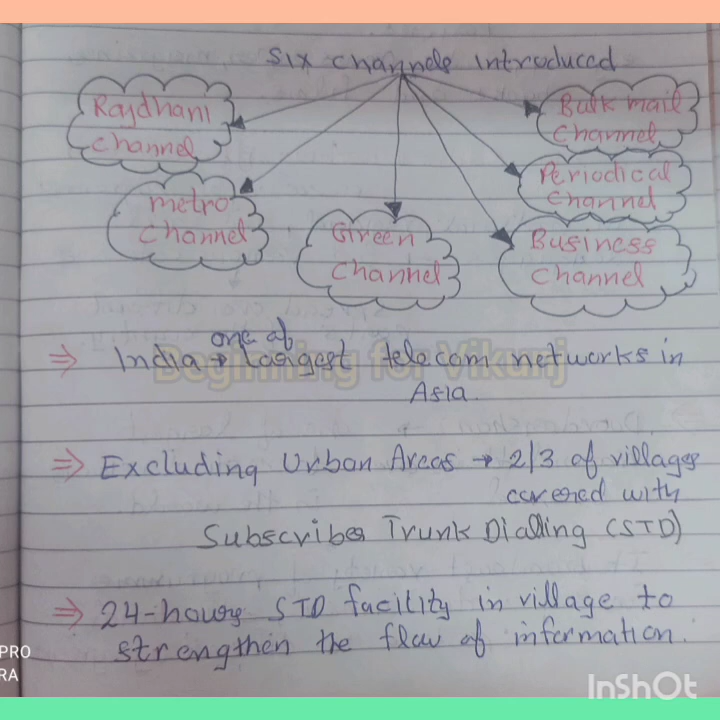 Six channels introduced
Rajdhani
channel
metro
channel
Green
channel
Business
channel
Periodical
channel
Bulk mail
channel
⇒ India → one of largest telecom networks in
Asia.
Beginning for Vikunj
⇒ Excluding Urban Areas → 2/3 of villages
covered with
Subscriber Trunk Dialling (STD)
⇒ 24-hours STD facility in village to
strengthen the flow of information.
PRO
RA
InShOt